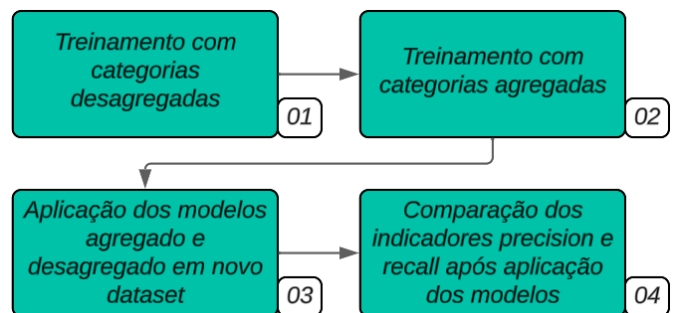 Treinamento com
categorias
desagregadas
01
Treinamento com
categorias agregadas
02
Aplicação dos modelos
agregado e
desagregado em novo
dataset
03
Comparação dos
indicadores precision e
recall após aplicação
dos modelos
04